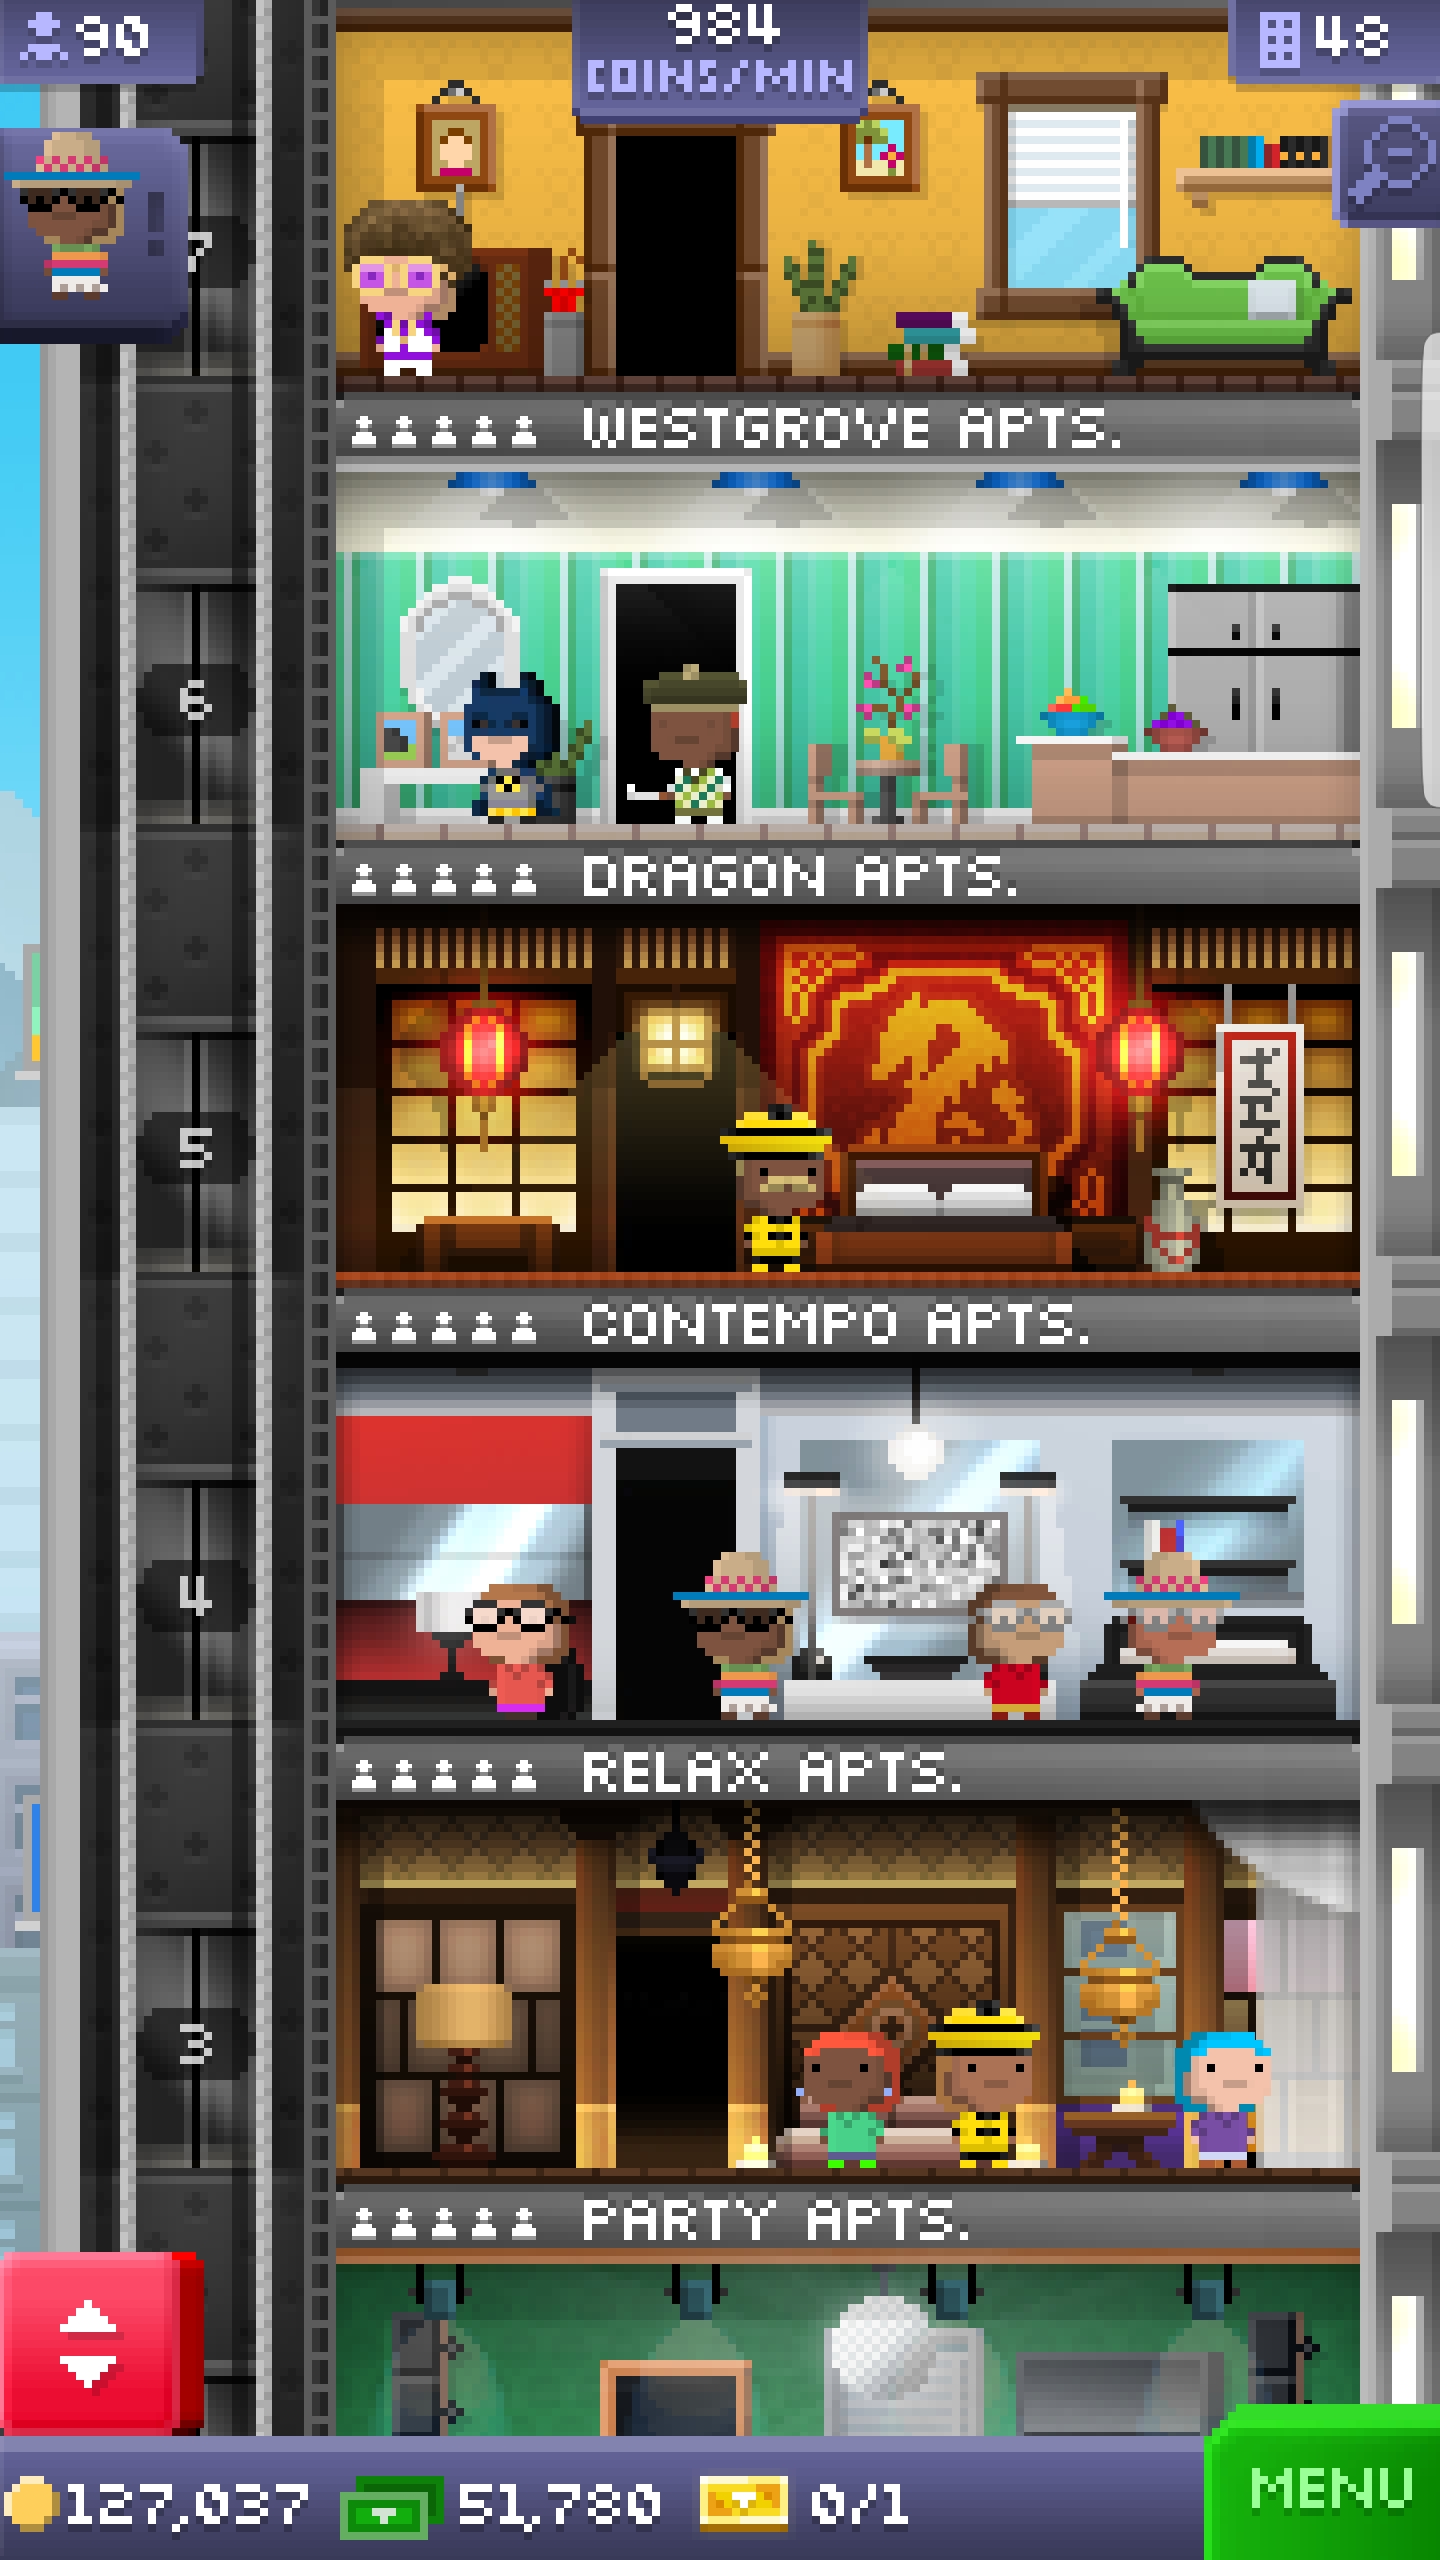 90
984
COINS/MIN
48
7
WESTGROVE APTS.
6
DRAGON APTS.
5
CONTEMPO APTS.
4
RELAX APTS.
3
PARTY APTS.
127,037
51,780
0/1
MENU